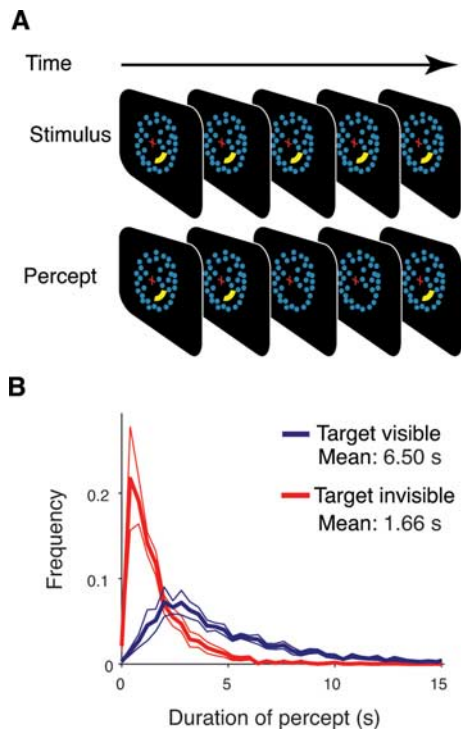 A
Time
Stimulus
Percept
B
Target visible
Mean: 6.50 s
Target invisible
Mean: 1.66 s
Frequency
0.2
0.1
0
0
5
10
15
Duration of percept (s)